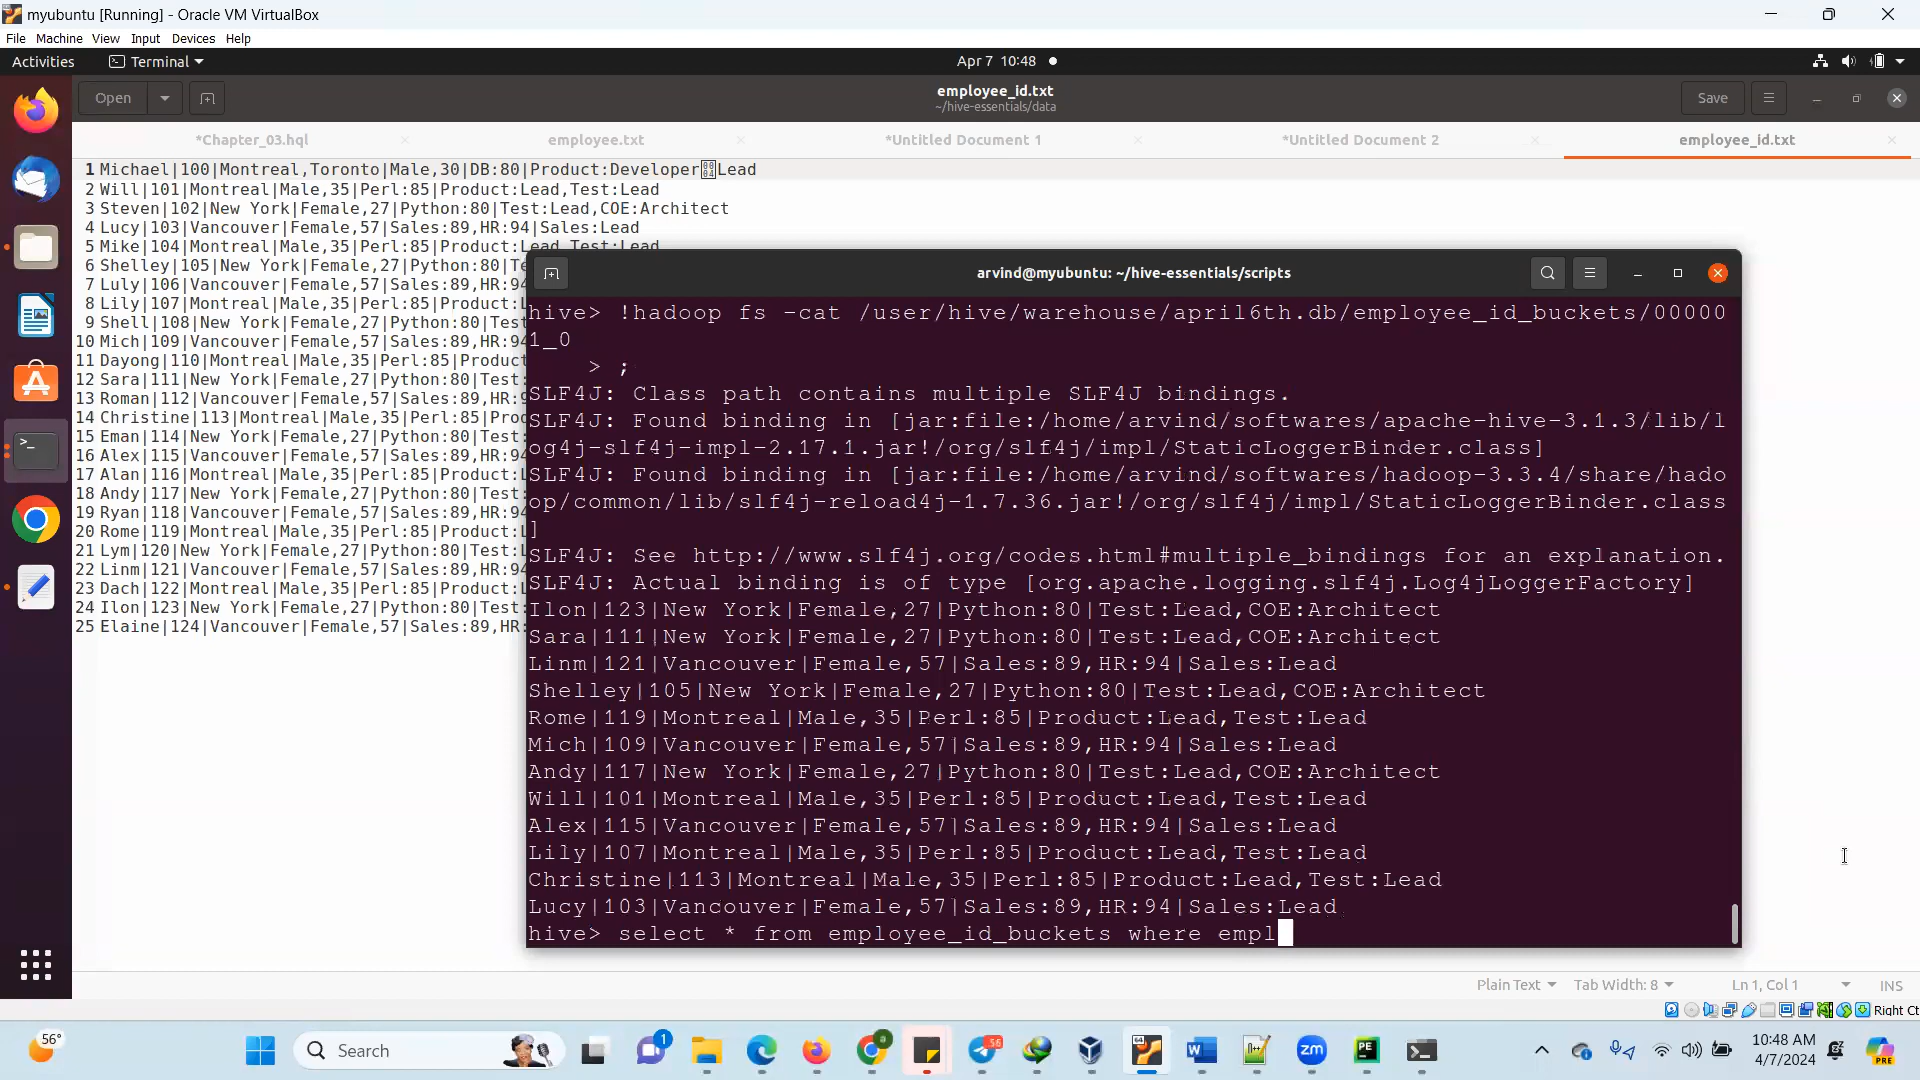 myubuntu [Running] - Oracle VM VirtualBox
File Machine View Input Devices Help
Activities Terminal Apr 7 10:48
Open employee_id.txt Save
~/hive-essentials/data
*Chapter_03.hql employee.txt *Untitled Document 1 *Untitled Document 2 employee_id.txt
1 Michael|100|Montreal,Toronto|Male,30|DB:80|Product:Developer Lead
2 Will|101|Montreal|Male,35|Perl:85|Product:Lead,Test:Lead
3 Steven|102|New York|Female,27|Python:80|Test:Lead,COE:Architect
4 Lucy|103|Vancouver|Female,57|Sales:89,HR:94|Sales:Lead
5 Mike|104|Montreal|Male,35|Perl:85|Product:Lead,Test:Lead
6 Shelley|105|New York|Female,27|Python:80|Te
7 Luly|106|Vancouver|Female,57|Sales:89,HR:94
8 Lily|107|Montreal|Male,35|Perl:85|Product:L
9 Shell|108|New York|Female,27|Python:80|Test
10 Mich|109|Vancouver|Female,57|Sales:89,HR:94
11 Dayong|110|Montreal|Male,35|Perl:85|Product
12 Sara|111|New York|Female,27|Python:80|Test:
13 Roman|112|Vancouver|Female,57|Sales:89,HR:9
14 Christine|113|Montreal|Male,35|Perl:85|Prod
15 Eman|114|New York|Female,27|Python:80|Test:
16 Alex|115|Vancouver|Female,57|Sales:89,HR:94
17 Alan|116|Montreal|Male,35|Perl:85|Product:L
18 Andy|117|New York|Female,27|Python:80|Test:
19 Ryan|118|Vancouver|Female,57|Sales:89,HR:94
20 Rome|119|Montreal|Male,35|Perl:85|Product:L
21 Lym|120|New York|Female,27|Python:80|Test:L
22 Linm|121|Vancouver|Female,57|Sales:89,HR:94
23 Dach|122|Montreal|Male,35|Perl:85|Product:L
24 Ilon|123|New York|Female,27|Python:80|Test:
25 Elaine|124|Vancouver|Female,57|Sales:89,HR:
arvind@myubuntu: ~/hive-essentials/scripts
hive> !hadoop fs -cat /user/hive/warehouse/april6th.db/employee_id_buckets/00000
1_0
> ;
SLF4J: Class path contains multiple SLF4J bindings.
SLF4J: Found binding in [jar:file:/home/arvind/softwares/apache-hive-3.1.3/lib/l
og4j-slf4j-impl-2.17.1.jar!/org/slf4j/impl/StaticLoggerBinder.class]
SLF4J: Found binding in [jar:file:/home/arvind/softwares/hadoop-3.3.4/share/hado
op/common/lib/slf4j-reload4j-1.7.36.jar!/org/slf4j/impl/StaticLoggerBinder.class
]
SLF4J: See http://www.slf4j.org/codes.html#multiple_bindings for an explanation.
SLF4J: Actual binding is of type [org.apache.logging.slf4j.Log4jLoggerFactory]
Ilon|123|New York|Female,27|Python:80|Test:Lead,COE:Architect
Sara|111|New York|Female,27|Python:80|Test:Lead,COE:Architect
Linm|121|Vancouver|Female,57|Sales:89,HR:94|Sales:Lead
Shelley|105|New York|Female,27|Python:80|Test:Lead,COE:Architect
Rome|119|Montreal|Male,35|Perl:85|Product:Lead,Test:Lead
Mich|109|Vancouver|Female,57|Sales:89,HR:94|Sales:Lead
Andy|117|New York|Female,27|Python:80|Test:Lead,COE:Architect
Will|101|Montreal|Male,35|Perl:85|Product:Lead,Test:Lead
Alex|115|Vancouver|Female,57|Sales:89,HR:94|Sales:Lead
Lily|107|Montreal|Male,35|Perl:85|Product:Lead,Test:Lead
Christine|113|Montreal|Male,35|Perl:85|Product:Lead,Test:Lead
Lucy|103|Vancouver|Female,57|Sales:89,HR:94|Sales:Lead
hive> select * from employee_id_buckets where empl
Plain Text Tab Width: 8 Ln 1, Col 1 INS
Right Ct
56° Search 1 56 10:48 AM
4/7/2024